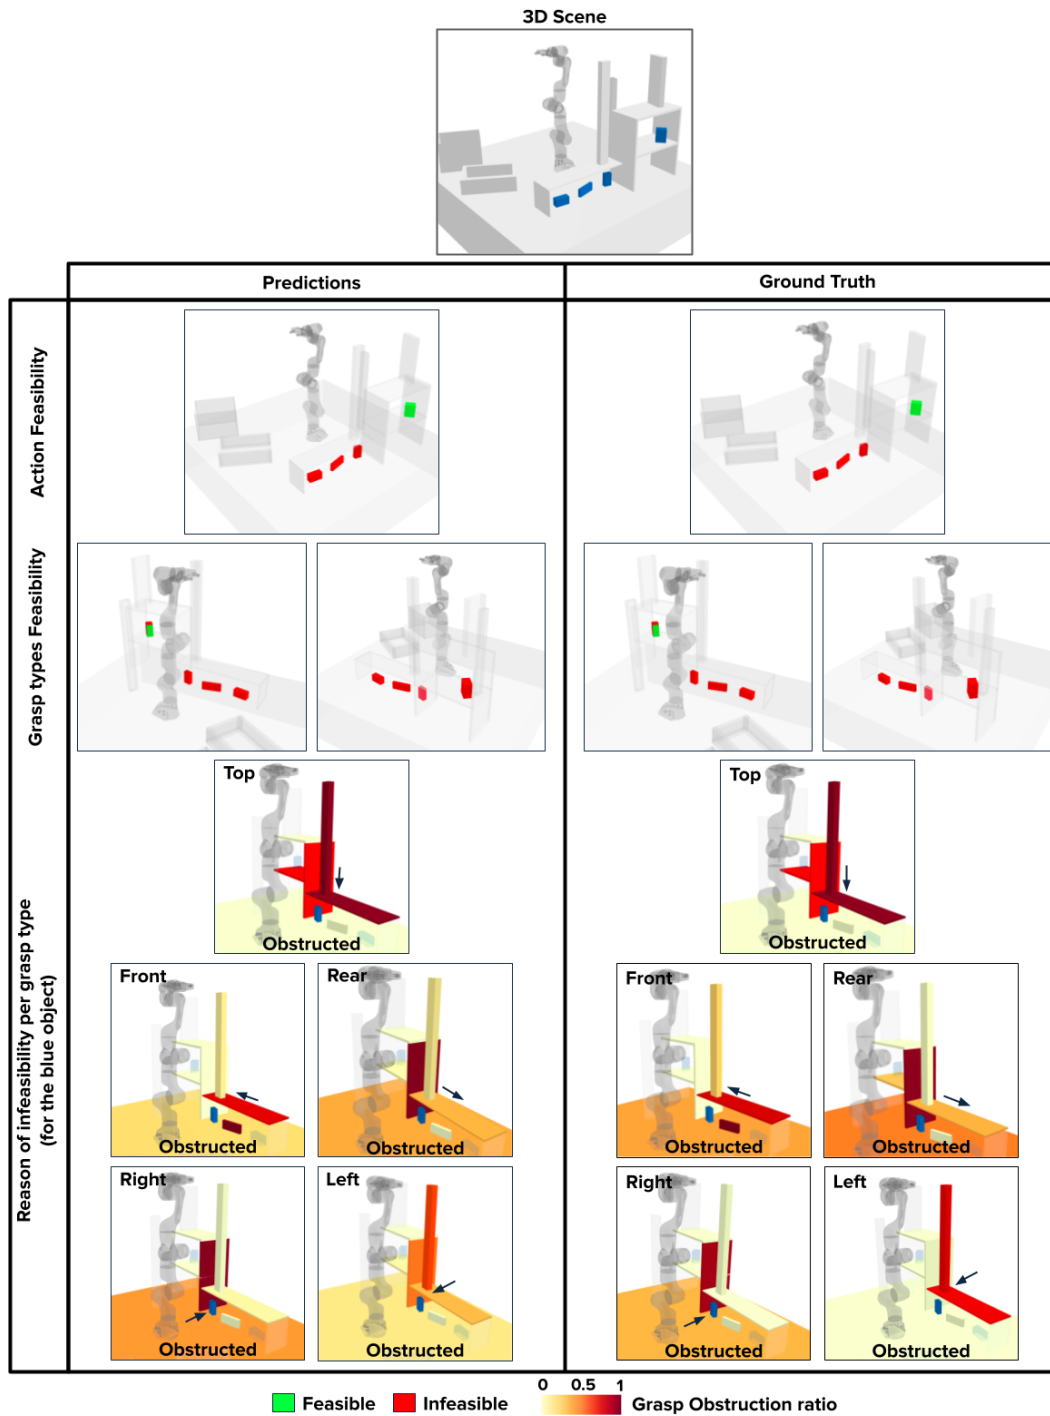 3D Scene
Predictions
Ground Truth
Action Feasibility
Grasp types Feasibility
Reason of infeasibility per grasp type
(for the blue object)
Top
Obstructed
Top
Obstructed
Front
Obstructed
Rear
Obstructed
Front
Obstructed
Rear
Obstructed
Right
Obstructed
Left
Obstructed
Right
Obstructed
Left
Obstructed
0 0.5 1
Feasible
Infeasible
Grasp Obstruction ratio